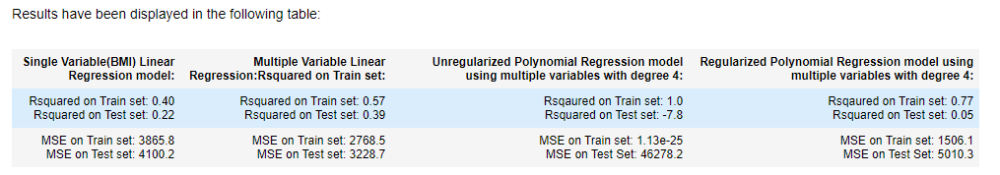 Results have been displayed in the following table:
Single Variable(BMI) Linear Regression model:
Multiple Variable Linear Regression:Rsquared on Train set:
Unregularized Polynomial Regression model using multiple variables with degree 4:
Regularized Polynomial Regression model using multiple variables with degree 4:
Rsquared on Train set: 0.40
Rsquared on Test set: 0.22
Rsquared on Train set: 0.57
Rsquared on Test set: 0.39
Rsqaured on Train set: 1.0
Rsquared on Test set: -7.8
Rsqaured on Train set: 0.77
Rsquared on Test set: 0.05
MSE on Train set: 3865.8
MSE on Test set: 4100.2
MSE on Train set: 2768.5
MSE on Test set: 3228.7
MSE on Train set: 1.13e-25
MSE on Test Set: 46278.2
MSE on Train set: 1506.1
MSE on Test Set: 5010.3